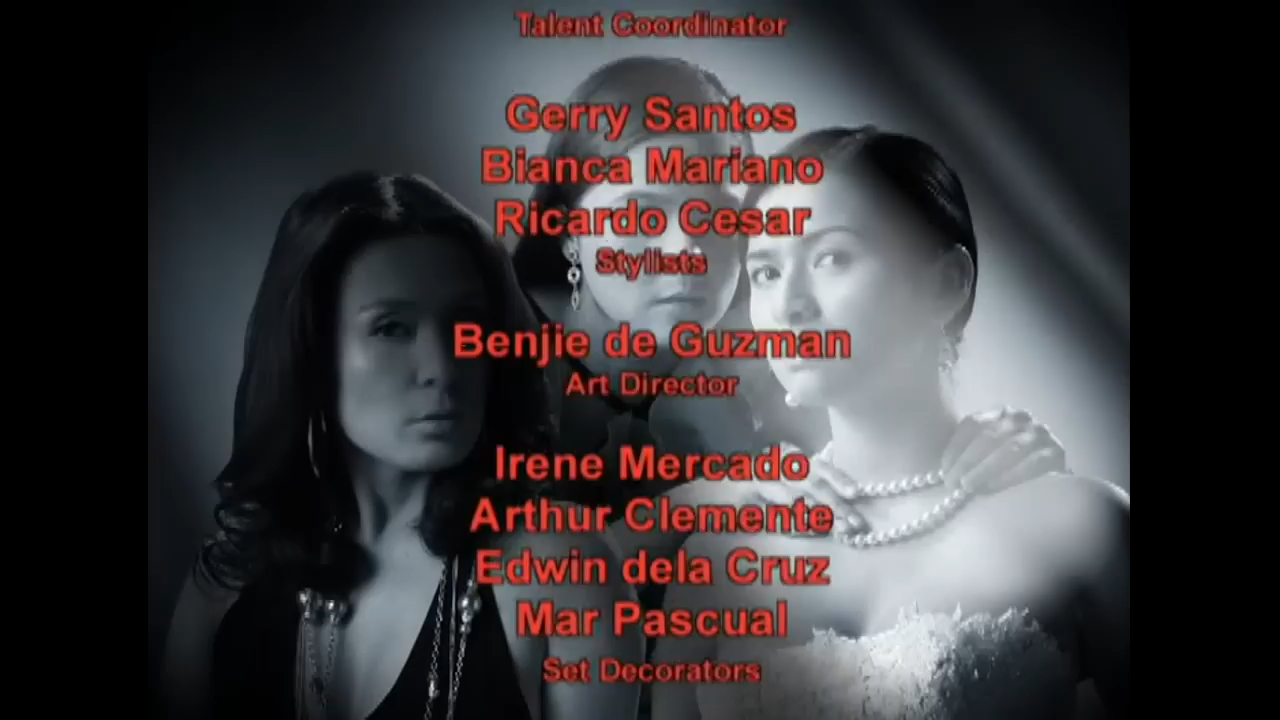 Talent Coordinator
Gerry Santos
Bianca Mariano
Ricardo Cesar
Stylists
Benjie de Guzman
Art Director
Irene Mercado
Arthur Clemente
Edwin dela Cruz
Mar Pascual
Set Decorators